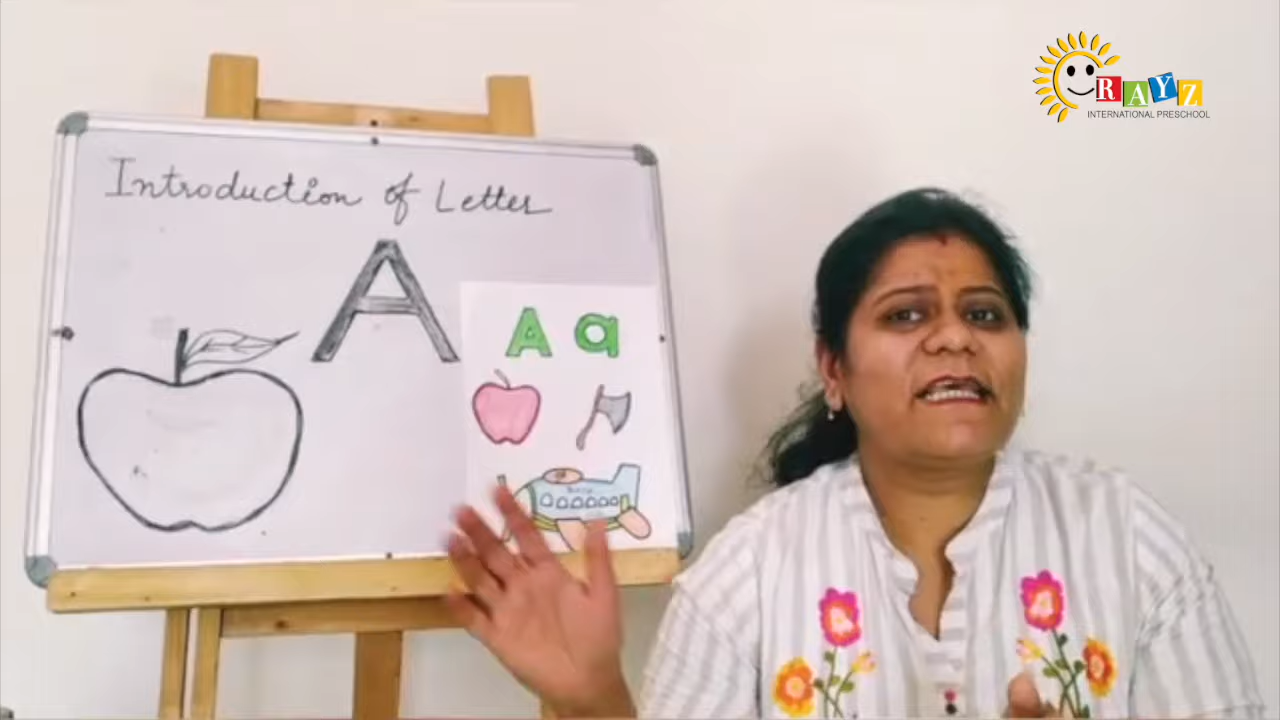 Introduction of Letter
A
A a
RAYZ
INTERNATIONAL PRESCHOOL